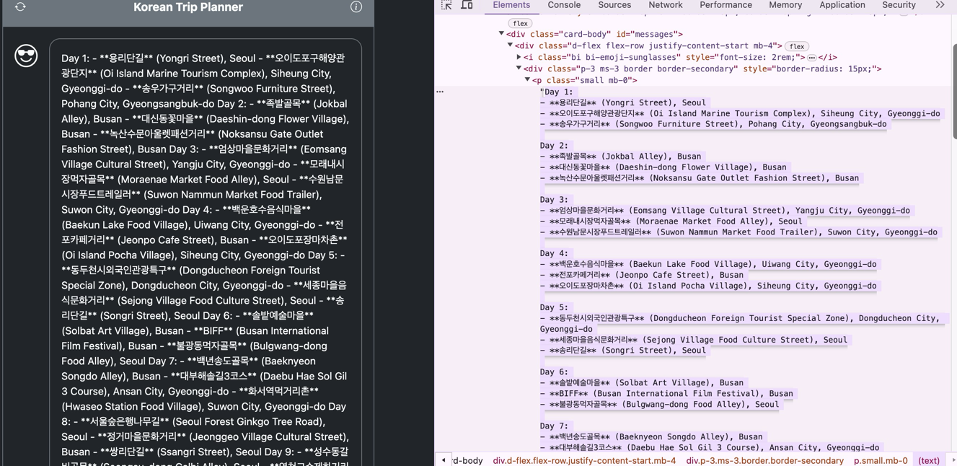 Korean Trip Planner
Day 1: - **용리단길** (Yongri Street), Seoul - **오이도포구해양관
광단지** (Oi Island Marine Tourism Complex), Siheung City,
Gyeonggi-do - **송우가구거리** (Songwoo Furniture Street),
Pohang City, Gyeongsangbuk-do Day 2: - **족발골목** (Jokbal
Alley), Busan - **대신동꽃마을** (Daeshin-dong Flower Village),
Busan - **녹산수문아울렛패션거리** (Noksansu Gate Outlet
Fashion Street), Busan Day 3: - **엄상마을문화거리** (Eomsang
Village Cultural Street), Yangju City, Gyeonggi-do - **모래내시
장먹자골목** (Moraenae Market Food Alley), Seoul - **수원남문
시장푸드트레일러** (Suwon Nammun Market Food Trailer),
Suwon City, Gyeonggi-do Day 4: - **백운호수음식마을** (Baekun
Lake Food Village), Uiwang City, Gyeonggi-do - **전
포카페거리** (Jeonpo Cafe Street), Busan - **오이도포장마차촌**
(Oi Island Pocha Village), Siheung City, Gyeonggi-do Day 5: -
**동두천시외국인관광특구** (Dongducheon Foreign Tourist
Special Zone), Dongducheon City, Gyeonggi-do - **세종마을음
식문화거리** (Sejong Village Food Culture Street), Seoul - **송
리단길** (Songri Street), Seoul Day 6: - **솔밭예술마을**
(Solbat Art Village), Busan - **BIFF** (Busan International
Film Festival), Busan - **불광동먹자골목** (Bulgwang-dong
Food Alley), Seoul Day 7: - **백년송도골목** (Baeknyeon
Songdo Alley), Busan - **대부해솔길3코스** (Daebu Hae Sol Gil
3 Course), Ansan City, Gyeonggi-do - **화서역먹거리촌**
(Hwaseo Station Food Village), Suwon City, Gyeonggi-do Day
8: - **서울숲은행나무길** (Seoul Forest Ginkgo Tree Road),
Seoul - **정거마을문화거리** (Jeonggeo Village Cultural Street),
Busan - **쌍리단길** (Ssanri Street), Seoul Day 9: - **성수동갈
Elements Console Sources Network Performance Memory Application Security
flex
<div class="card-body" id="messages">
<div class="d-flex flex-row justify-content-start mb-4"> flex
<i class="bi bi-emoji-sunglasses" style="font-size: 2rem;"> </i>
<div class="p-3 ms-3 border border-secondary" style="border-radius: 15px;">
<p class="small mb-0">
"Day 1:
- **용리단길** (Yongri Street), Seoul
- **오이도포구해양관광단지** (Oi Island Marine Tourism Complex), Siheung City, Gyeonggi-do
- **송우가구거리** (Songwoo Furniture Street), Pohang City, Gyeongsangbuk-do
Day 2:
- **족발골목** (Jokbal Alley), Busan
- **대신동꽃마을** (Daeshin-dong Flower Village), Busan
- **녹산수문아울렛패션거리** (Noksansu Gate Outlet Fashion Street), Busan
Day 3:
- **엄상마을문화거리** (Eomsang Village Cultural Street), Yangju City, Gyeonggi-do
- **모래내시장먹자골목** (Moraenae Market Food Alley), Seoul
- **수원남문시장푸드트레일러** (Suwon Nammun Market Food Trailer), Suwon City, Gyeonggi-do
Day 4:
- **백운호수음식마을** (Baekun Lake Food Village), Uiwang City, Gyeonggi-do
- **전포카페거리** (Jeonpo Cafe Street), Busan
- **오이도포장마차촌** (Oi Island Pocha Village), Siheung City, Gyeonggi-do
Day 5:
- **동두천시외국인관광특구** (Dongducheon Foreign Tourist Special Zone), Dongducheon City,
Gyeonggi-do
- **세종마을음식문화거리** (Sejong Village Food Culture Street), Seoul
- **송리단길** (Songri Street), Seoul
Day 6:
- **솔밭예술마을** (Solbat Art Village), Busan
- **BIFF** (Busan International Film Festival), Busan
- **불광동먹자골목** (Bulgwang-dong Food Alley), Seoul
Day 7:
- **백년송도골목** (Baeknyeon Songdo Alley), Busan
- **대부해솔길3코스** (Daebu Hae Sol Gil 3 Course), Ansan City, Gyeonggi-do
rd-body div.d-flex.flex-row.justify-content-start.mb-4 div.p-3.ms-3.border.border-secondary p.small.mb-0 (text)